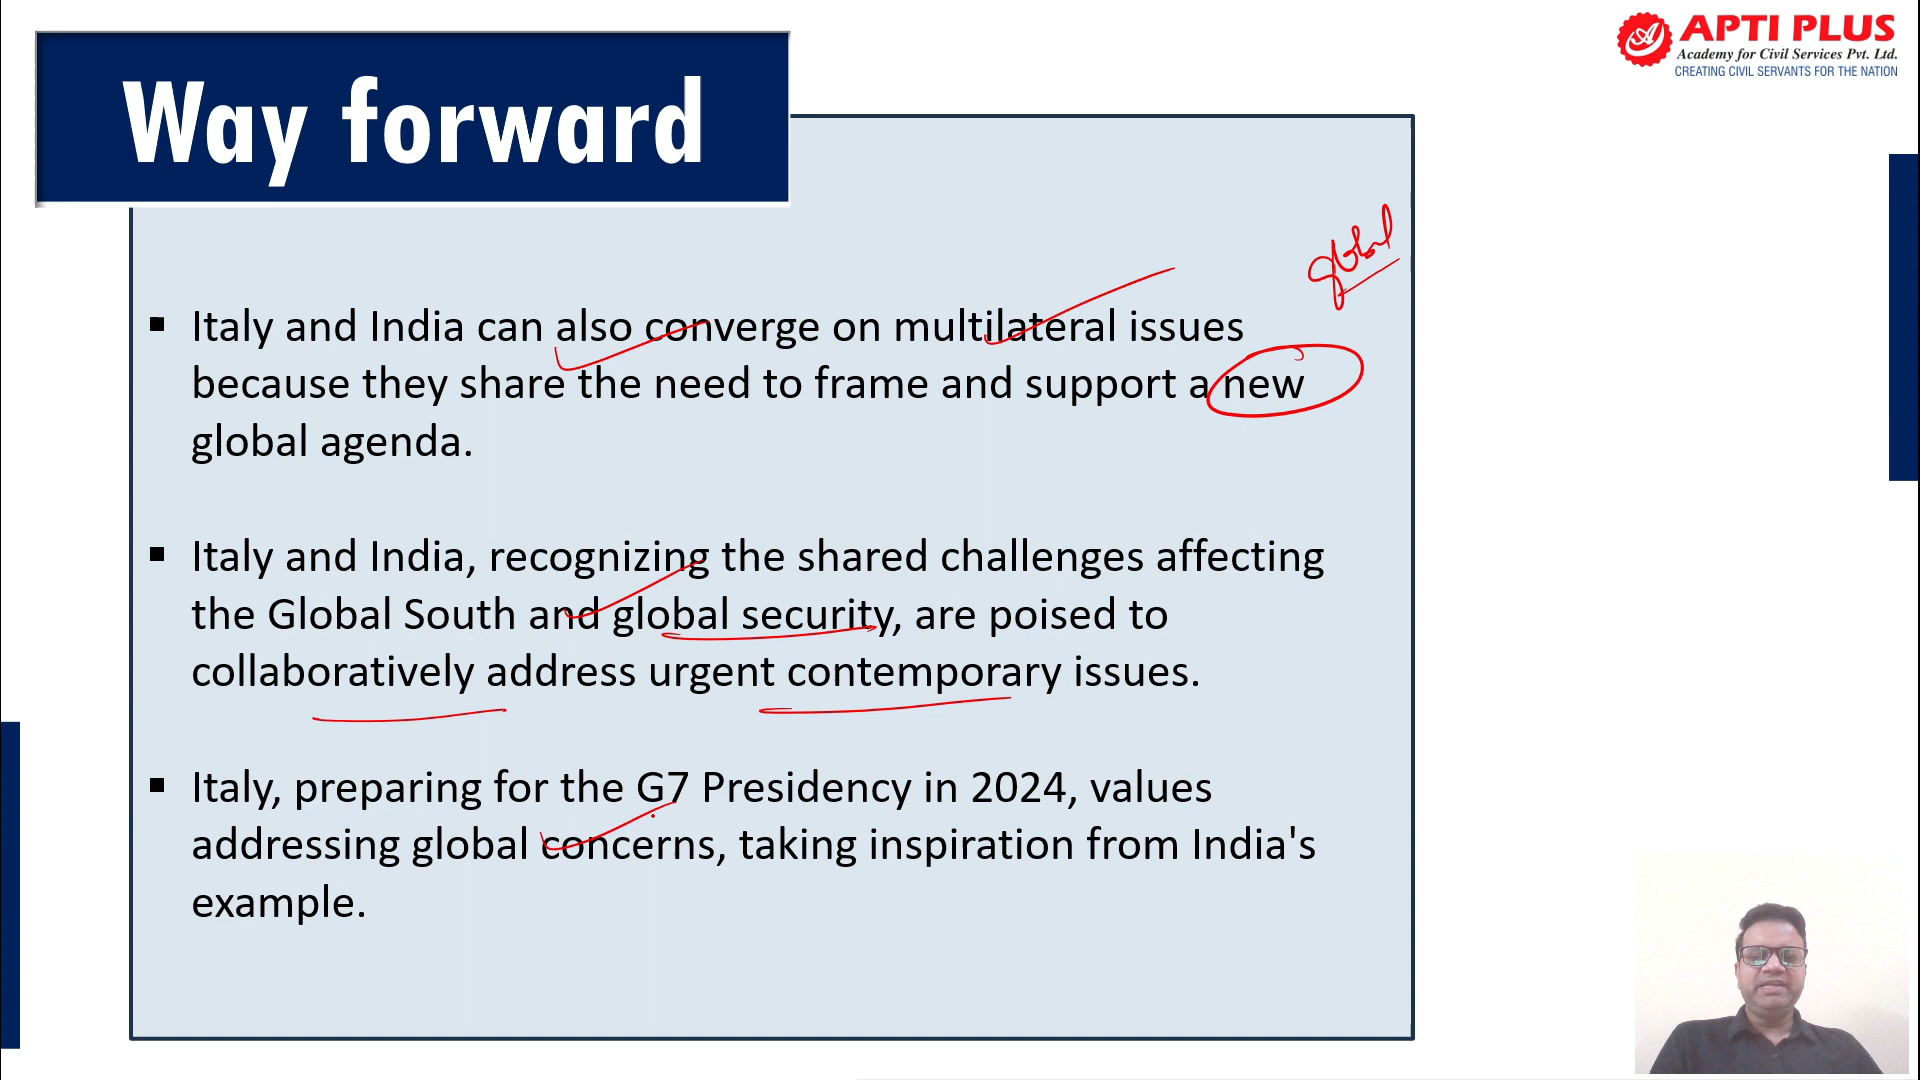 APTI PLUS
Academy for Civil Services Pvt. Ltd.
CREATING CIVIL SERVANTS FOR THE NATION
Way forward
global
▪ Italy and India can also converge on multilateral issues
because they share the need to frame and support a new
global agenda.
▪ Italy and India, recognizing the shared challenges affecting
the Global South and global security, are poised to
collaboratively address urgent contemporary issues.
▪ Italy, preparing for the G7 Presidency in 2024, values
addressing global concerns, taking inspiration from India's
example.